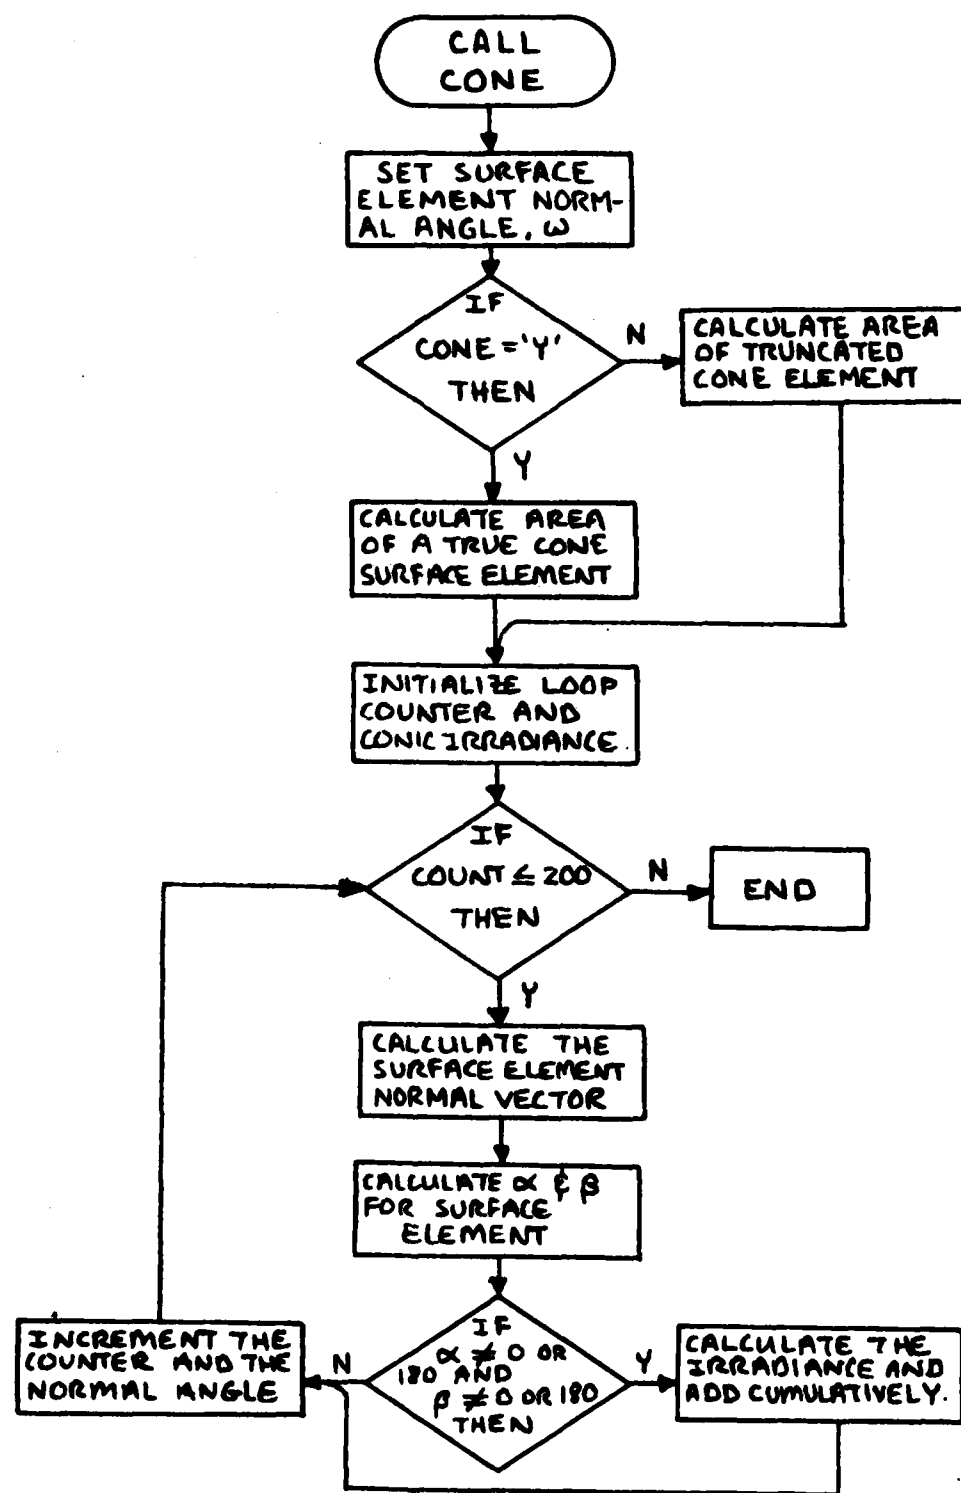 CALL
CONE
SET SURFACE
ELEMENT NORM-
AL ANGLE, ω
IF
CONE = 'Y'
THEN
N
CALCULATE AREA
OF TRUNCATED
CONE ELEMENT
Y
CALCULATE AREA
OF A TRUE CONE
SURFACE ELEMENT
INITIALIZE LOOP
COUNTER AND
CONIC IRRADIANCE
IF
COUNT ≤ 200
THEN
N
END
Y
CALCULATE THE
SURFACE ELEMENT
NORMAL VECTOR
CALCULATE α & β
FOR SURFACE
ELEMENT
IF
α ≠ 0 OR
180 AND
β ≠ 0 OR 180
THEN
N
INCREMENT THE
COUNTER AND THE
NORMAL ANGLE
Y
CALCULATE THE
IRRADIANCE AND
ADD CUMULATIVELY.